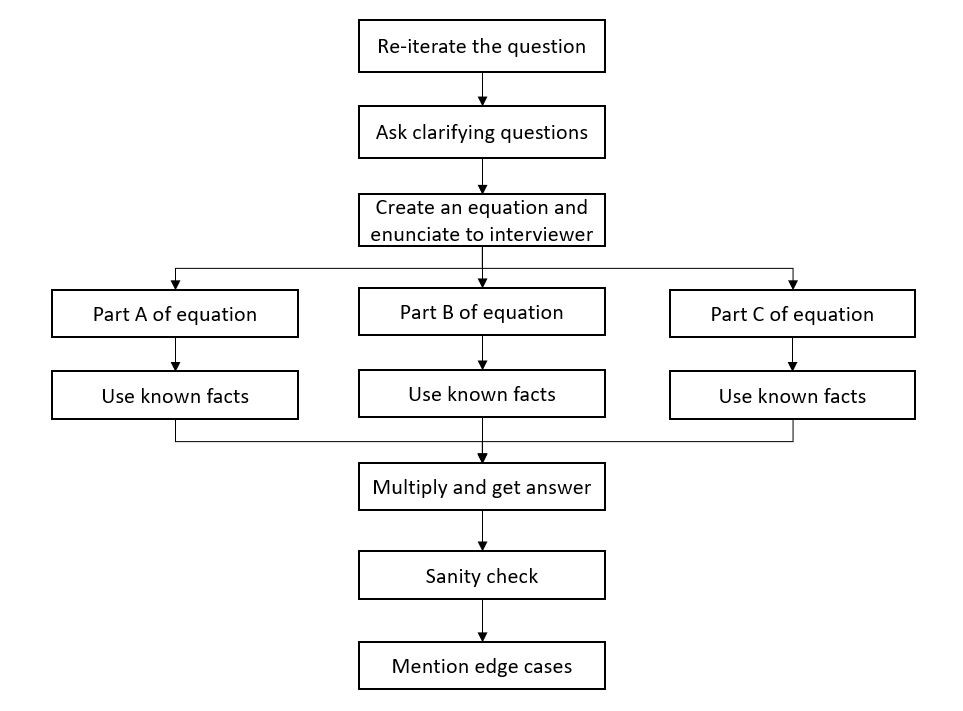 Re-iterate the question
Ask clarifying questions
Create an equation and
enunciate to interviewer
Part A of equation
Part B of equation
Part C of equation
Use known facts
Use known facts
Use known facts
Multiply and get answer
Sanity check
Mention edge cases